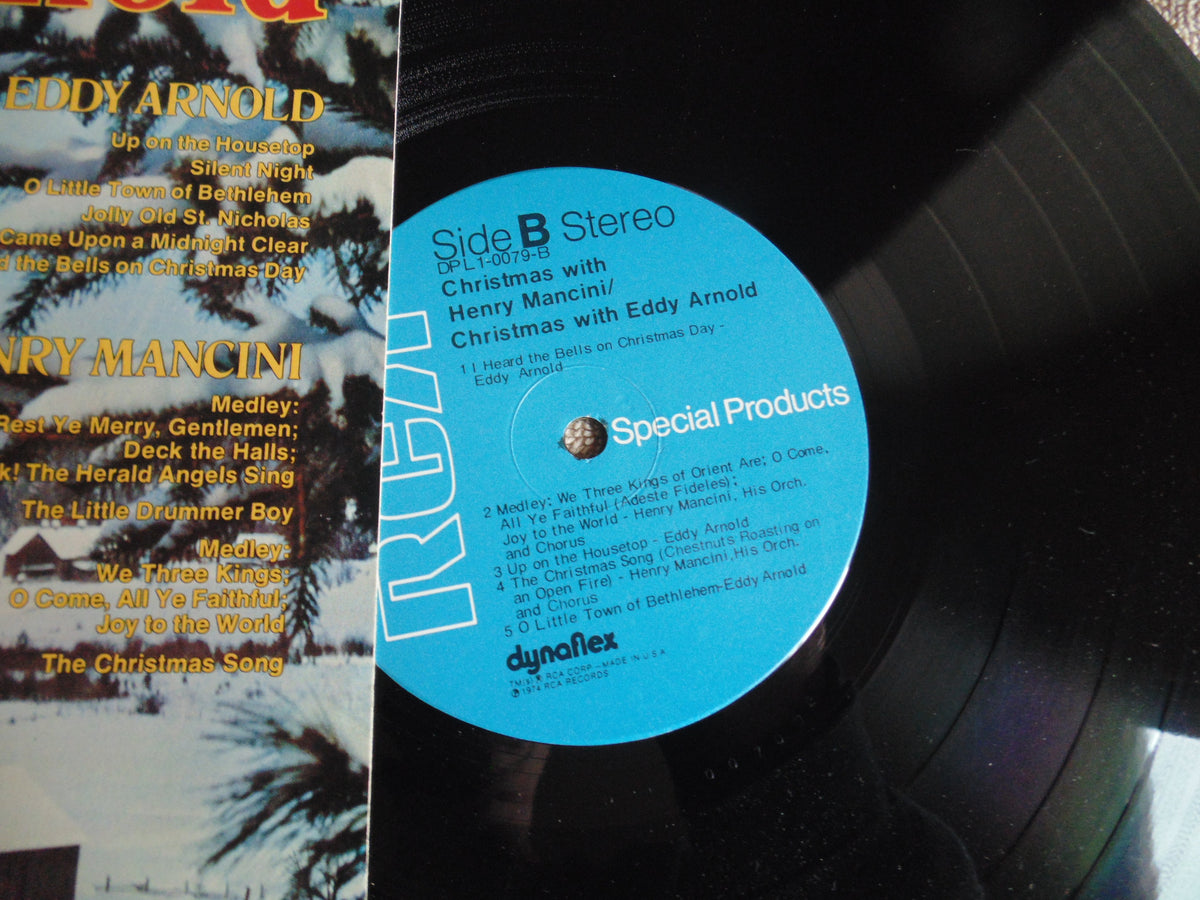 EDDY ARNOLD
Up on the Housetop
Silent Night
O Little Town of Bethlehem
Jolly Old St. Nicholas
Came Upon a Midnight Clear
the Bells on Christmas Day
MANCINI
Medley:
Rest Ye Merry, Gentlemen;
Deck the Halls;
The Herald Angels Sing
The Little Drummer Boy
Medley:
We Three Kings;
O Come, All Ye Faithful;
Joy to the World
The Christmas Song
Side B Stereo
DPL1-0079-B
Christmas with
Henry Mancini/
Christmas with Eddy Arnold
1 I Heard the Bells on Christmas Day -
Eddy Arnold
Special Products
2 Medley: We Three Kings of Orient Are; O Come,
All Ye Faithful (Adeste Fideles);
Joy to the World - Henry Mancini, His Orch.
and Chorus
3 Up on the Housetop - Eddy Arnold
4 The Christmas Song (Chestnuts Roasting on
an Open Fire) - Henry Mancini, His Orch.
and Chorus
5 O Little Town of Bethlehem-Eddy Arnold
dynaflex
TM(s) ® RCA CORP - MADE IN U.S.A.
℗ 1974 RCA RECORDS